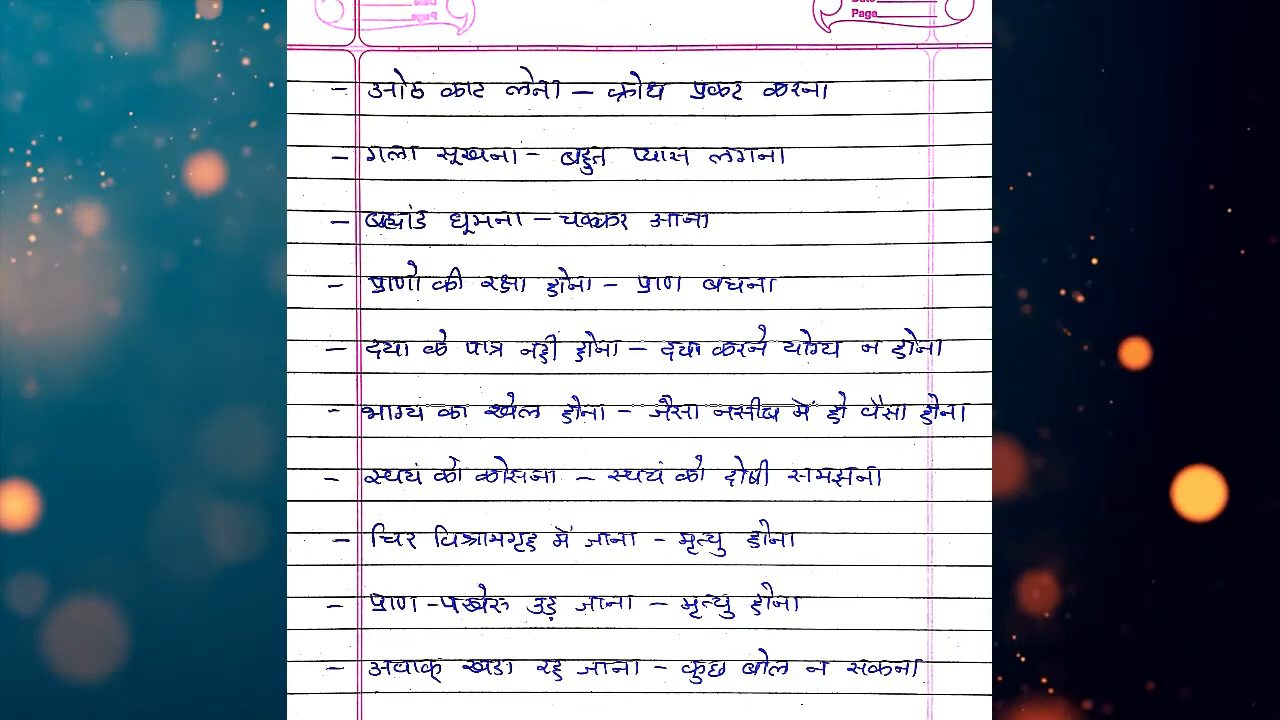 Page
- ओठ काट लेना - क्रोध प्रकट करना
- गला सूखना - बहुत प्यास लगना
- ब्रह्मांड घूमना - चक्कर आना
- प्राणों की रक्षा होना - प्राण बचना
- दया के पात्र नहीं होना - दया करने योग्य न होना
- भाग्य का खेल होना - जैसा नसीब में हो वैसा होना
- स्वयं को कोसना - स्वयं को दोषी समझना
- चिर विश्रामगृह में जाना - मृत्यु होना
- प्राण-पखेरू उड़ जाना - मृत्यु होना
- अवाक् खडा रह जाना - कुछ बोल न सकना